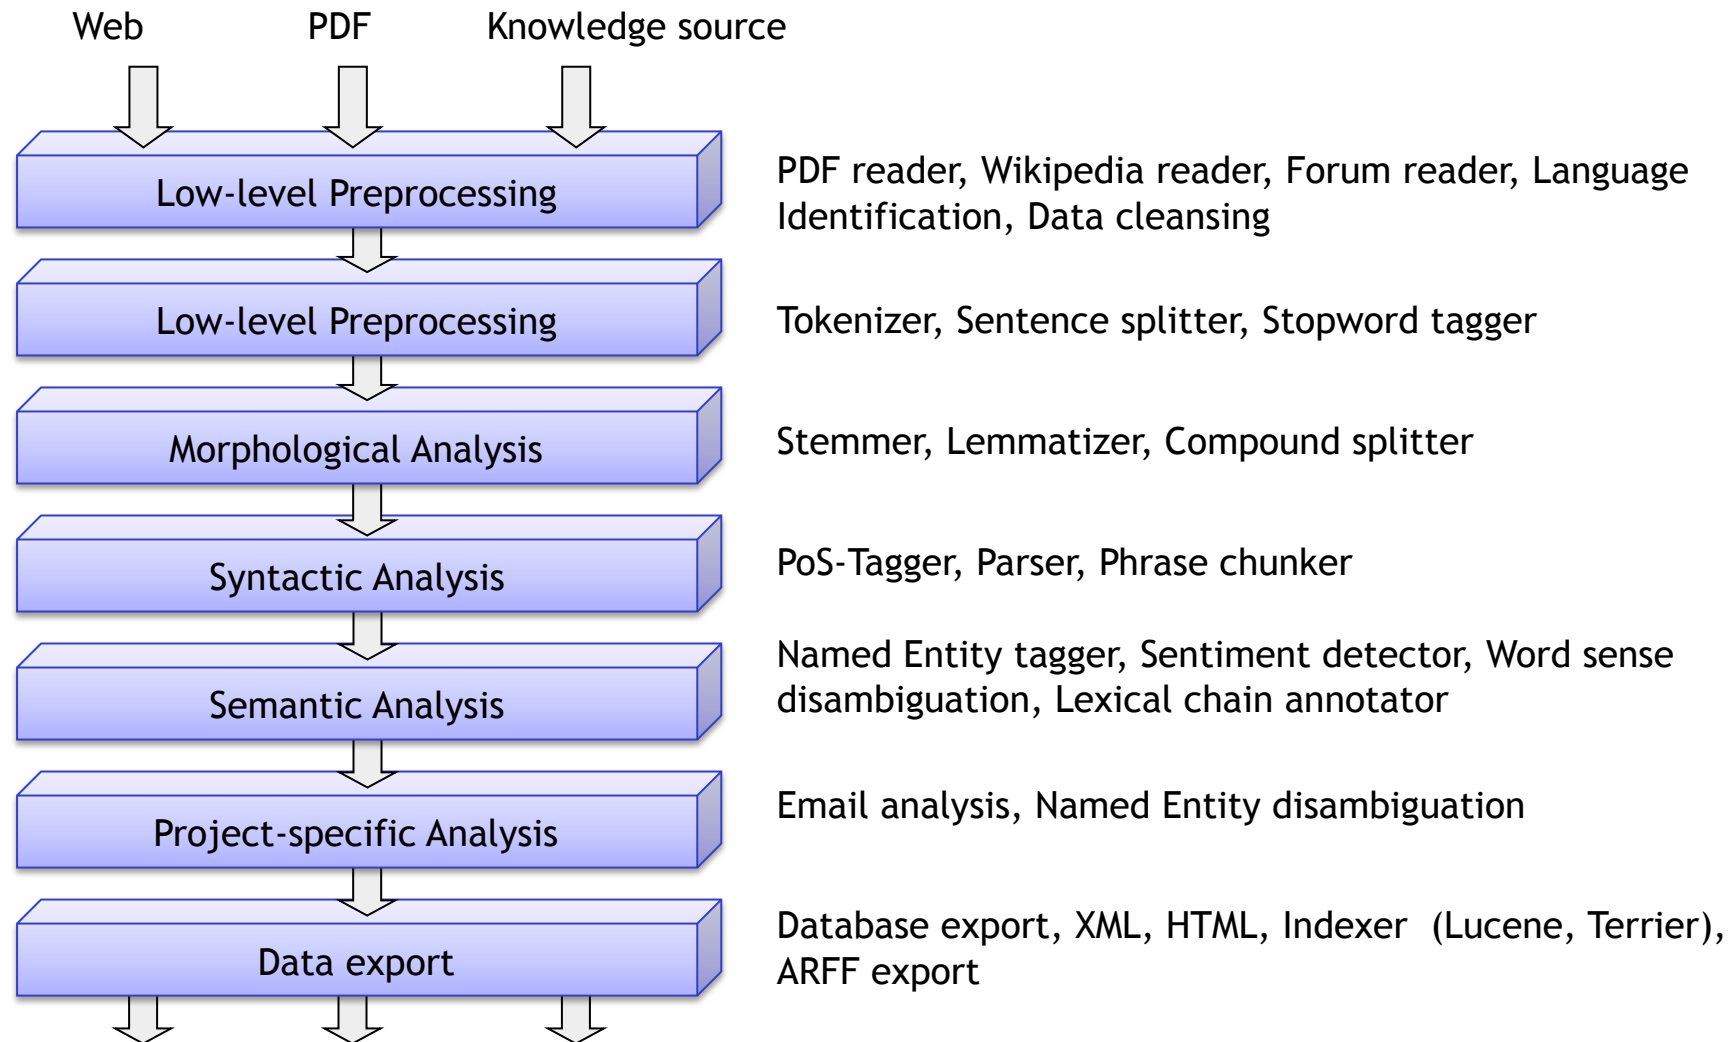 Web PDF Knowledge source
Low-level Preprocessing
PDF reader, Wikipedia reader, Forum reader, Language
Identification, Data cleansing
Low-level Preprocessing
Tokenizer, Sentence splitter, Stopword tagger
Morphological Analysis
Stemmer, Lemmatizer, Compound splitter
Syntactic Analysis
PoS-Tagger, Parser, Phrase chunker
Semantic Analysis
Named Entity tagger, Sentiment detector, Word sense
disambiguation, Lexical chain annotator
Project-specific Analysis
Email analysis, Named Entity disambiguation
Data export
Database export, XML, HTML, Indexer (Lucene, Terrier),
ARFF export